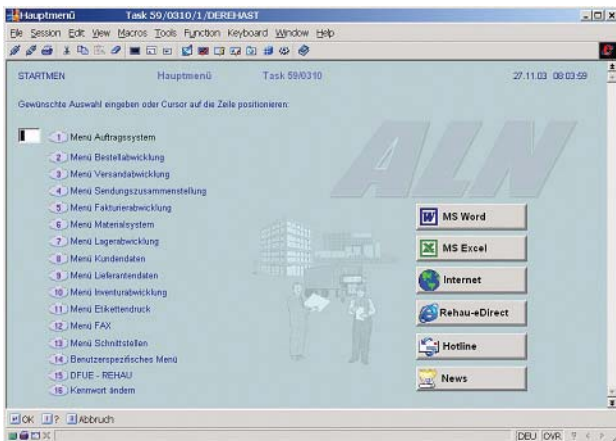 Hauptmenü Task 59/0310/1/DEREHAST
File Session Edit View Macros Tools Function Keyboard Window Help
STARTMEN Hauptmenü Task 59/0310 27.11.03 08:03:59
Gewünschte Auswahl eingeben oder Cursor auf die Zeile positionieren:
1 Menü Auftragssystem
2 Menü Bestellabwicklung
3 Menü Versandabwicklung
4 Menü Sendungszusammenstellung
5 Menü Fakturierabwicklung
6 Menü Materialsystem
7 Menü Lagerabwicklung
8 Menü Kundendaten
9 Menü Lieferantendaten
10 Menü Inventurabwicklung
11 Menü Etikettendruck
12 Menü FAX
13 Menü Schnittstellen
14 Benutzerspezifisches Menü
15 DFUE - REHAU
16 Kennwort ändern
ALN
MS Word
MS Excel
Internet
Rehau-eDirect
Hotline
News
OK 1 ? 3 Abbruch
DEU OVR